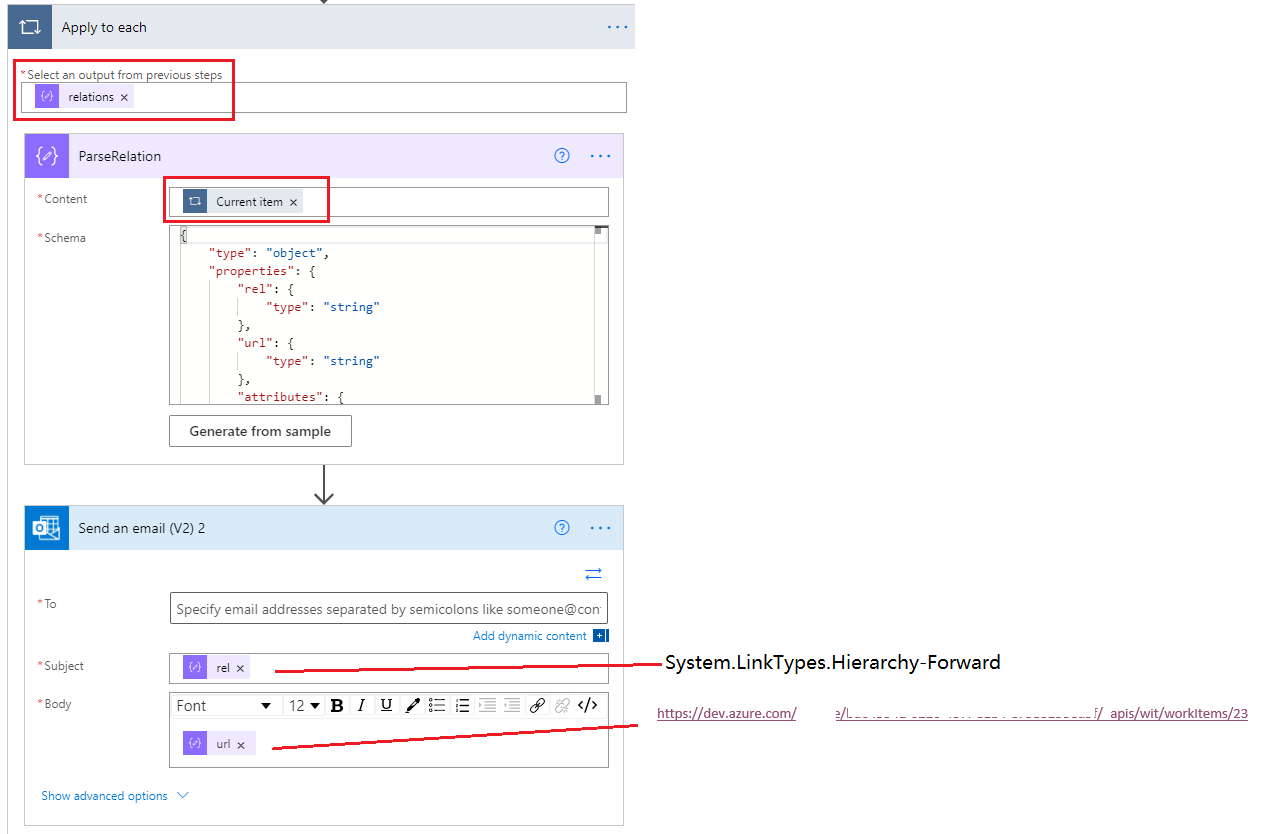 Apply to each
* Select an output from previous steps
relations ×
ParseRelation
* Content
Current item ×
* Schema
{
"type": "object",
"properties": {
"rel": {
"type": "string"
},
"url": {
"type": "string"
},
"attributes": {
Generate from sample
Send an email (V2) 2
* To
Specify email addresses separated by semicolons like someone@con
Add dynamic content
* Subject
rel ×
System.LinkTypes.Hierarchy-Forward
* Body
Font 12 B I U </>
https://dev.azure.com/ /_apis/wit/workItems/23
url ×
Show advanced options